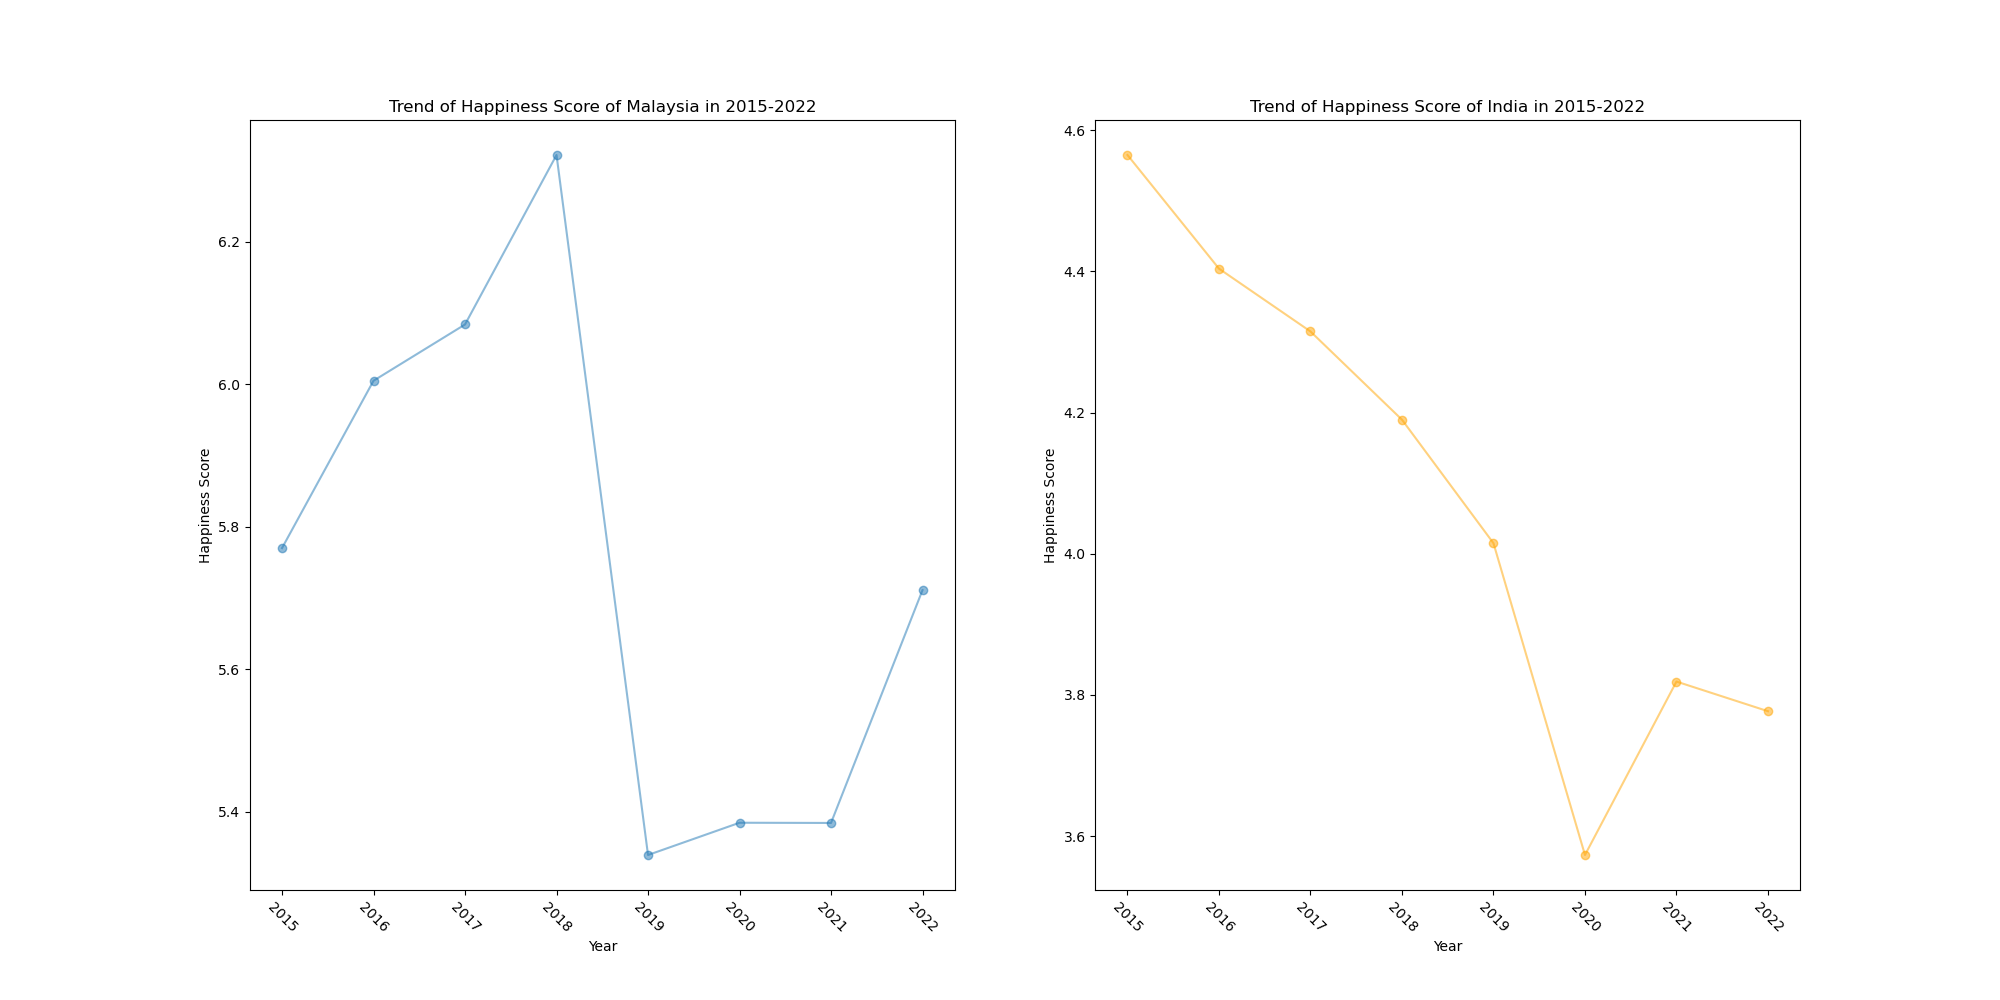 Trend of Happiness Score of Malaysia in 2015-2022
Happiness Score
6.2
6.0
5.8
5.6
5.4
2015 2016 2017 2018 2019 2020 2021 2022
Year
Trend of Happiness Score of India in 2015-2022
Happiness Score
4.6
4.4
4.2
4.0
3.8
3.6
2015 2016 2017 2018 2019 2020 2021 2022
Year